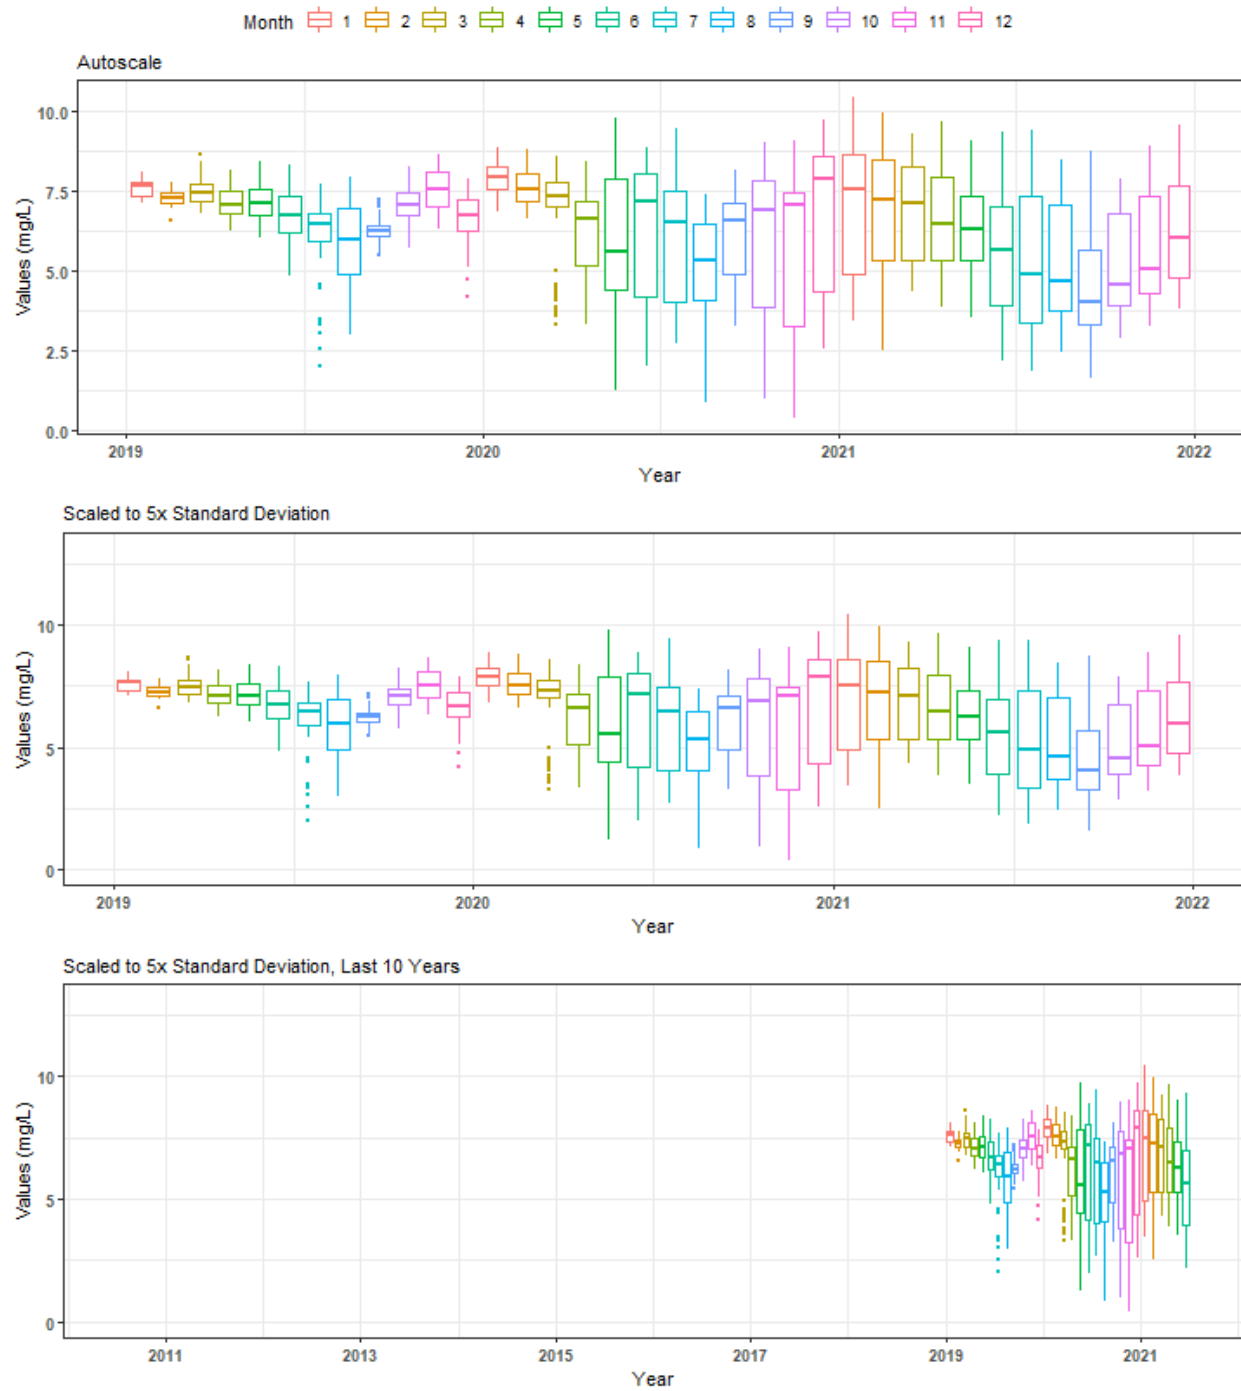 Month 1 2 3 4 5 6 7 8 9 10 11 12
Autoscale
Values (mg/L)
10.0
7.5
5.0
2.5
0.0
2019 2020 2021 2022
Year
Scaled to 5x Standard Deviation
Values (mg/L)
10
5
0
2019 2020 2021 2022
Year
Scaled to 5x Standard Deviation, Last 10 Years
Values (mg/L)
10
5
0
2011 2013 2015 2017 2019 2021
Year